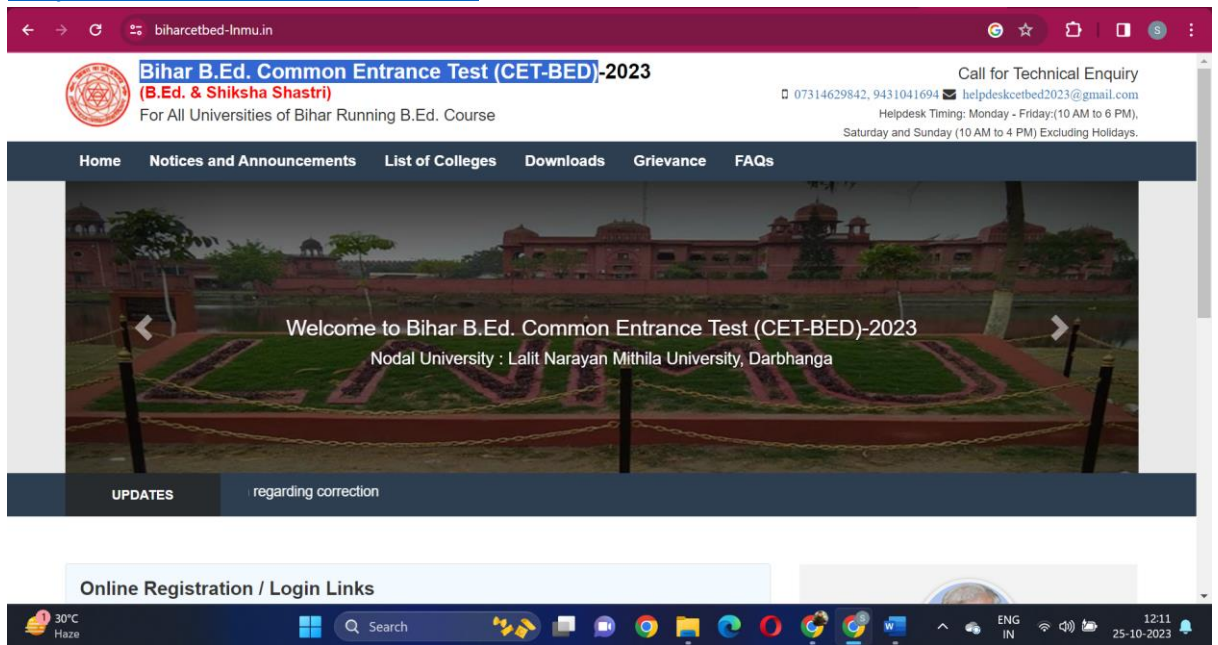 biharcetbed-lnmu.in
Bihar B.Ed. Common Entrance Test (CET-BED)-2023
(B.Ed. & Shiksha Shastri)
For All Universities of Bihar Running B.Ed. Course
Call for Technical Enquiry
07314629842, 9431041694 helpdeskcetbed2023@gmail.com
Helpdesk Timing: Monday - Friday:(10 AM to 6 PM),
Saturday and Sunday (10 AM to 4 PM) Excluding Holidays.
Home Notices and Announcements List of Colleges Downloads Grievance FAQs
Welcome to Bihar B.Ed. Common Entrance Test (CET-BED)-2023
Nodal University : Lalit Narayan Mithila University, Darbhanga
LNMU
UPDATES regarding correction
Online Registration / Login Links
1
30°C
Haze
Search
ENG
IN
12:11
25-10-2023